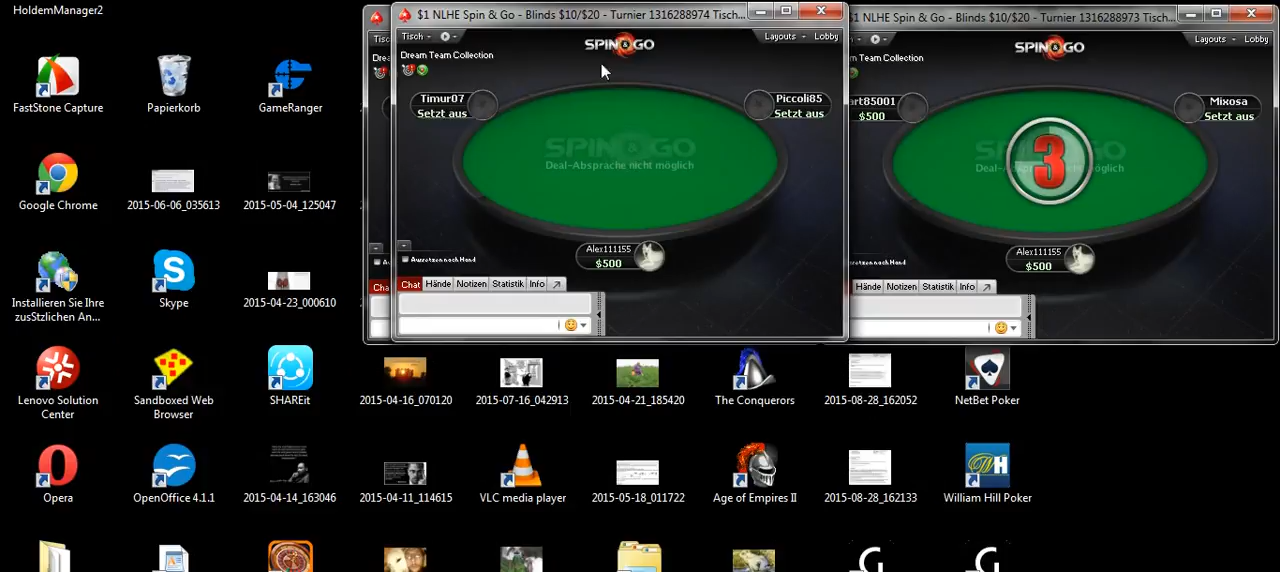 HoldemManager2
$1 NLHE Spin & Go - Blinds $10/$20 - Turnier 1316288974 Tisch...
$1 NLHE Spin & Go - Blinds $10/$20 - Turnier 1316288973 Tisch...
Tisch
Layouts
Lobby
SPIN&GO
Dream Team Collection
Timur07
Setzt aus
Piccoli85
Setzt aus
SPIN&GO
Deal-Absprache nicht möglich
Alex111155
$500
Aussetzen nach Hand
Chat
Hände
Notizen
Statistik
Info
Layouts
Lobby
SPIN&GO
Team Collection
art85001
$500
Mixosa
Setzt aus
3
Alex111155
$500
Hände
Notizen
Statistik
Info
FastStone Capture
Papierkorb
GameRanger
Google Chrome
2015-06-06_035613
2015-05-04_125047
Installieren Sie Ihre
zusStzlichen An...
Skype
2015-04-23_000610
Lenovo Solution
Center
Sandboxed Web
Browser
SHAREit
2015-04-16_070120
2015-07-16_042913
2015-04-21_185420
The Conquerors
2015-08-28_162052
NetBet Poker
Opera
OpenOffice 4.1.1
2015-04-14_163046
2015-04-11_114615
VLC media player
2015-05-18_011722
Age of Empires II
2015-08-28_162133
William Hill Poker